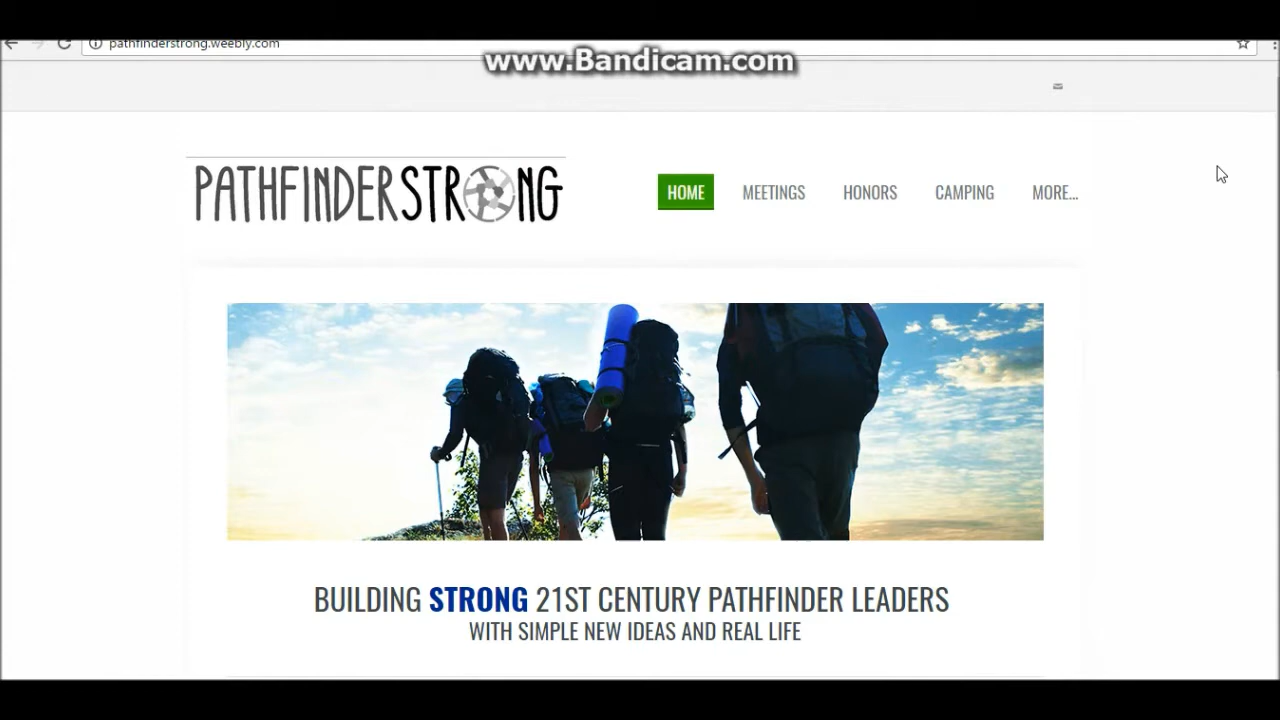 pathfinderstrong.weebly.com
www.Bandicam.com
PATHFINDERSTRONG
HOME MEETINGS HONORS CAMPING MORE...
BUILDING STRONG 21ST CENTURY PATHFINDER LEADERS
WITH SIMPLE NEW IDEAS AND REAL LIFE